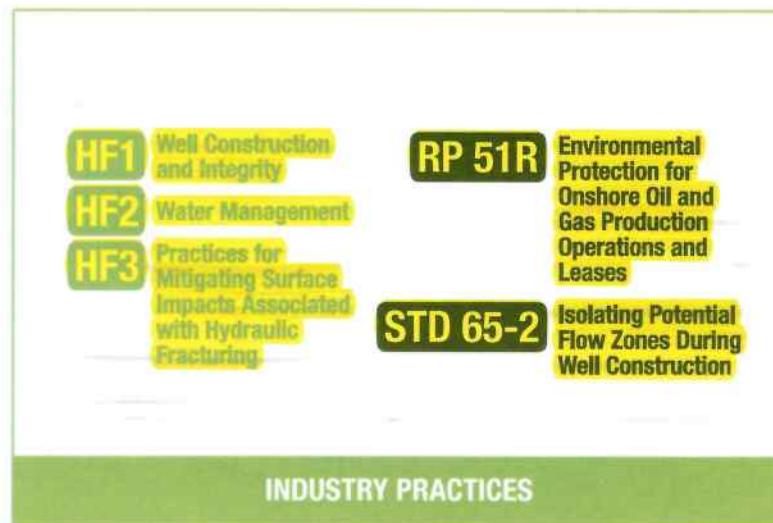 HF1
Well Construction
and Integrity
HF2
Water Management
HF3
Practices for
Mitigating Surface
Impacts Associated
with Hydraulic
Fracturing
RP 51R
Environmental
Protection for
Onshore Oil and
Gas Production
Operations and
Leases
STD 65-2
Isolating Potential
Flow Zones During
Well Construction
INDUSTRY PRACTICES